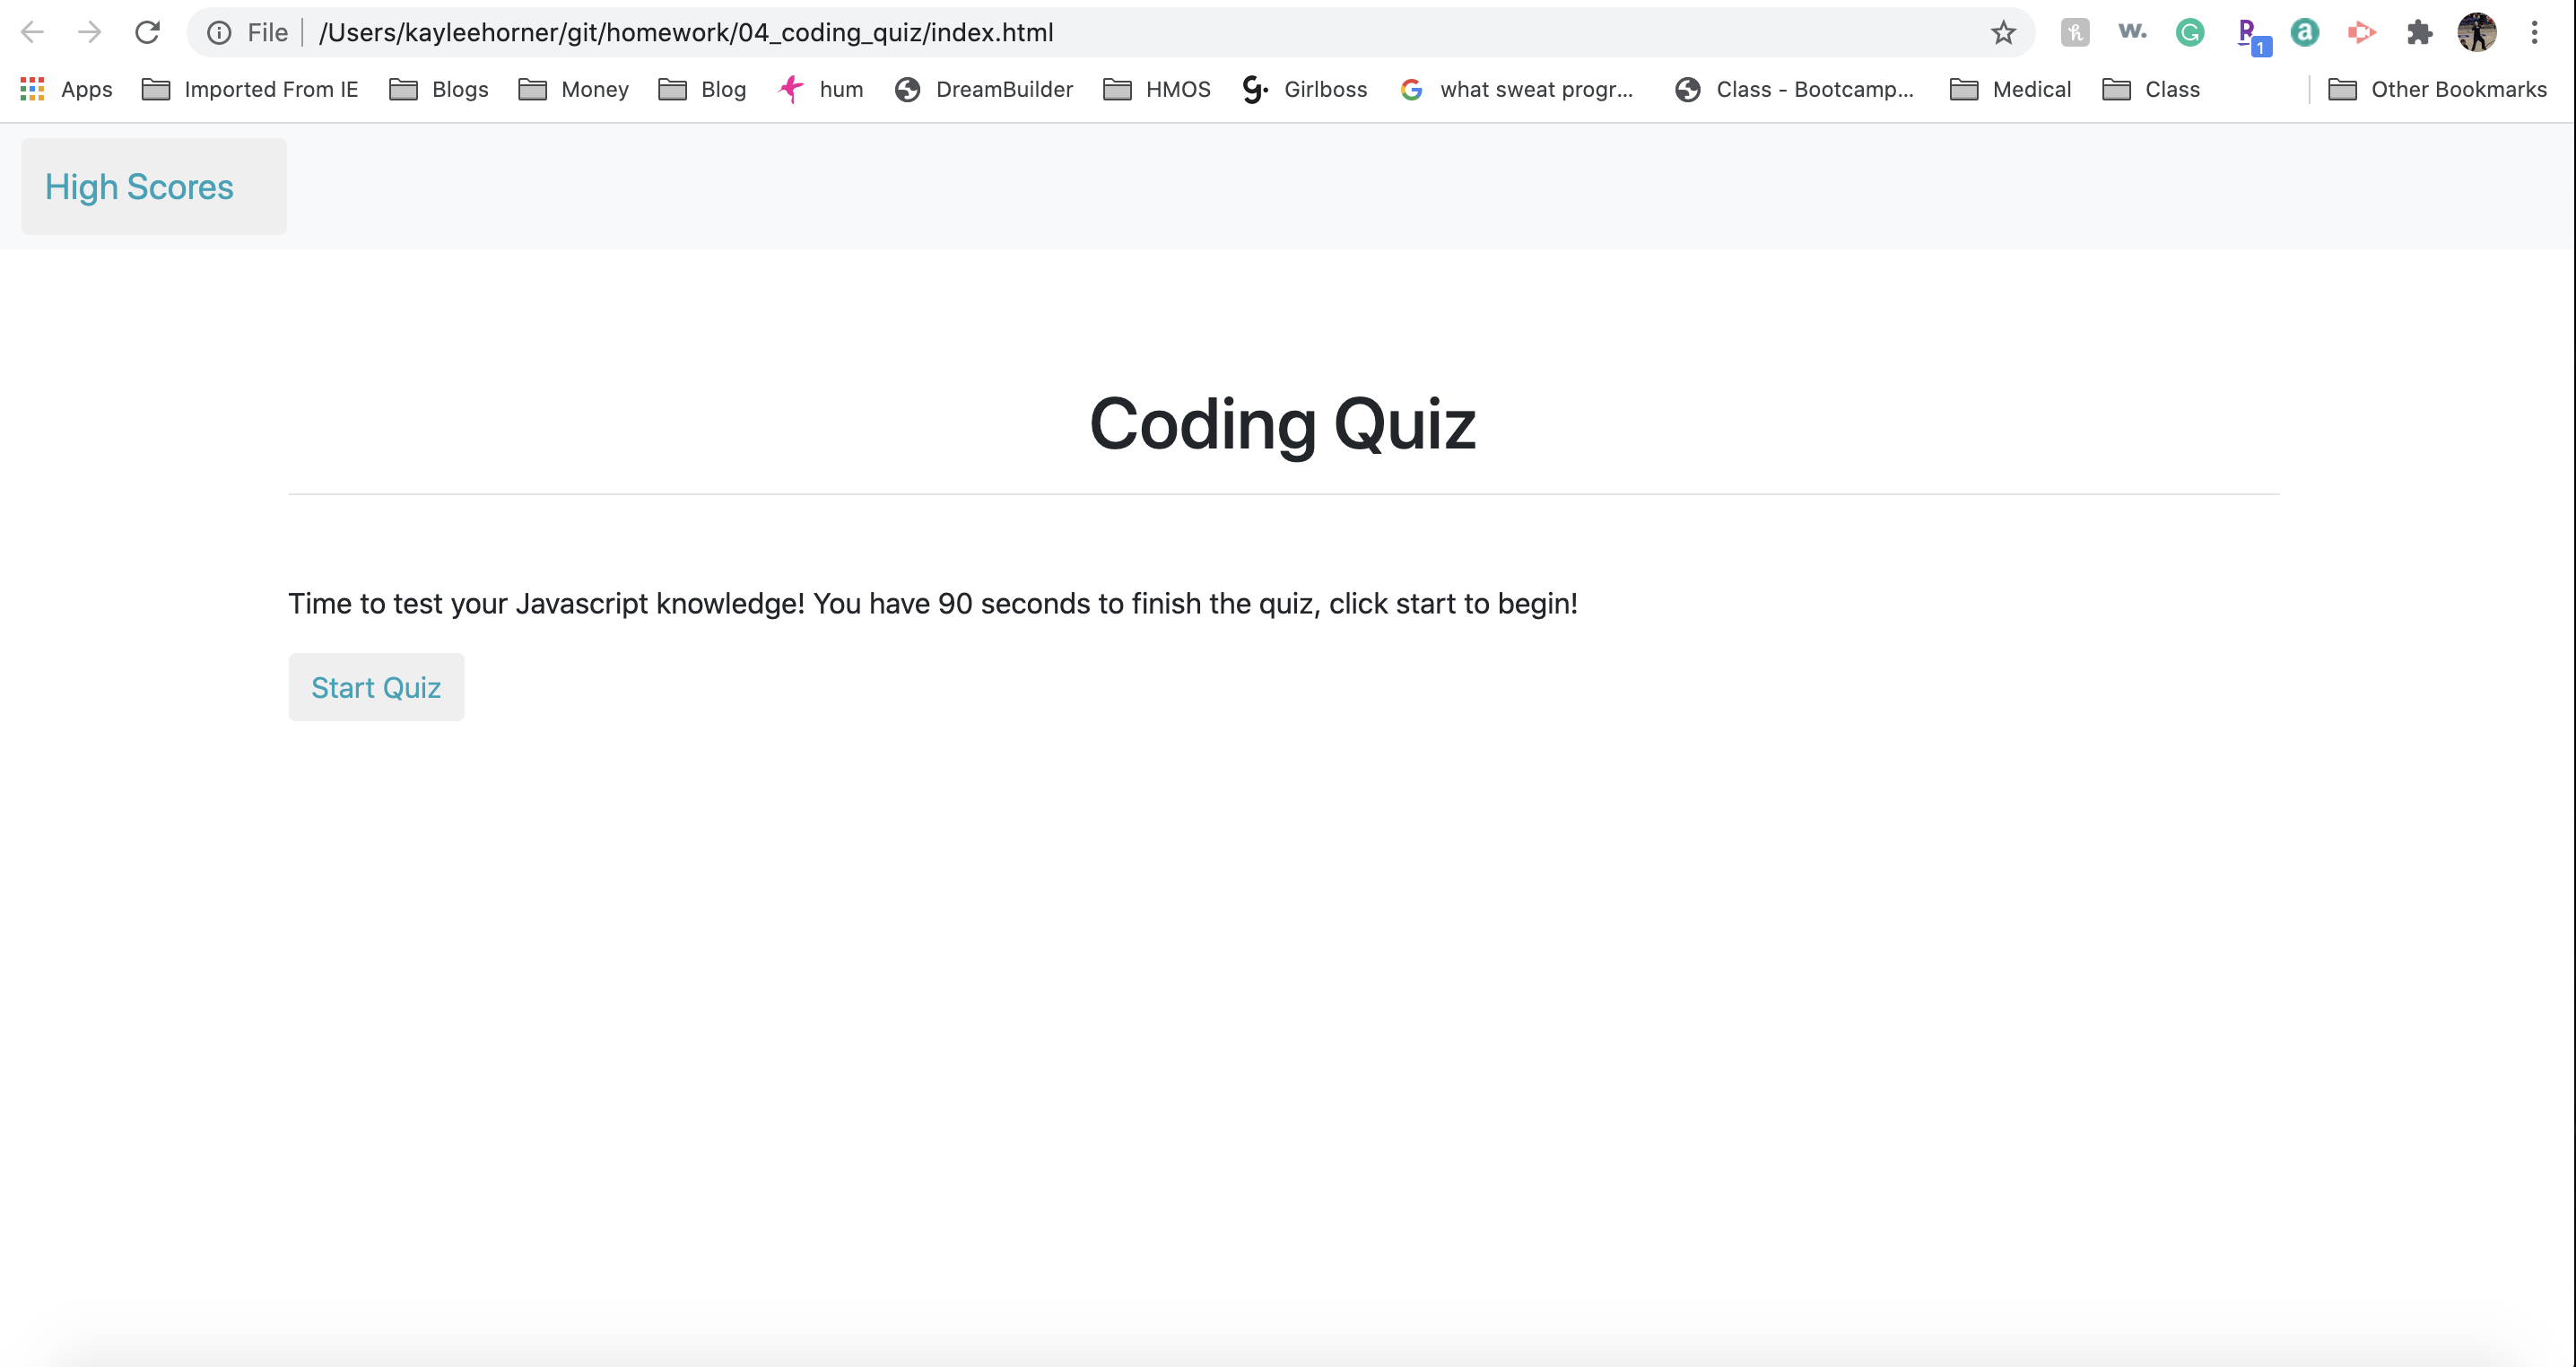 File /Users/kayleehorner/git/homework/04_coding_quiz/index.html
1
Apps Imported From IE Blogs Money Blog hum DreamBuilder HMOS g. Girlboss what sweat progr... Class - Bootcamp... Medical Class Other Bookmarks
High Scores
Coding Quiz
Time to test your Javascript knowledge! You have 90 seconds to finish the quiz, click start to begin!
Start Quiz